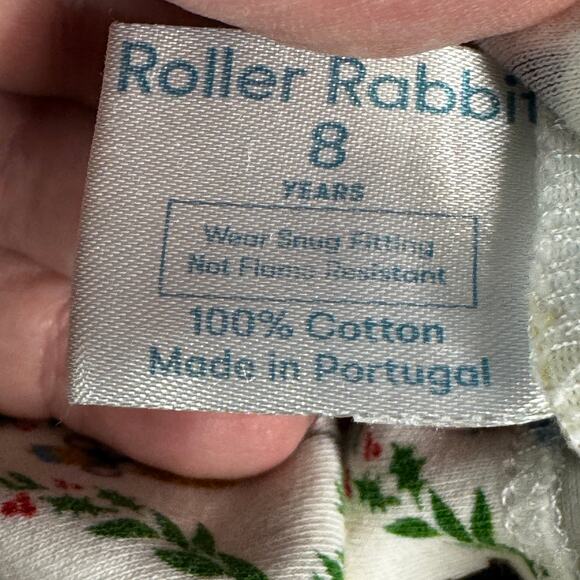 Roller Rabbit
8
YEARS
Wear Snug Fitting
Not Flame Resistant
100% Cotton
Made in Portugal